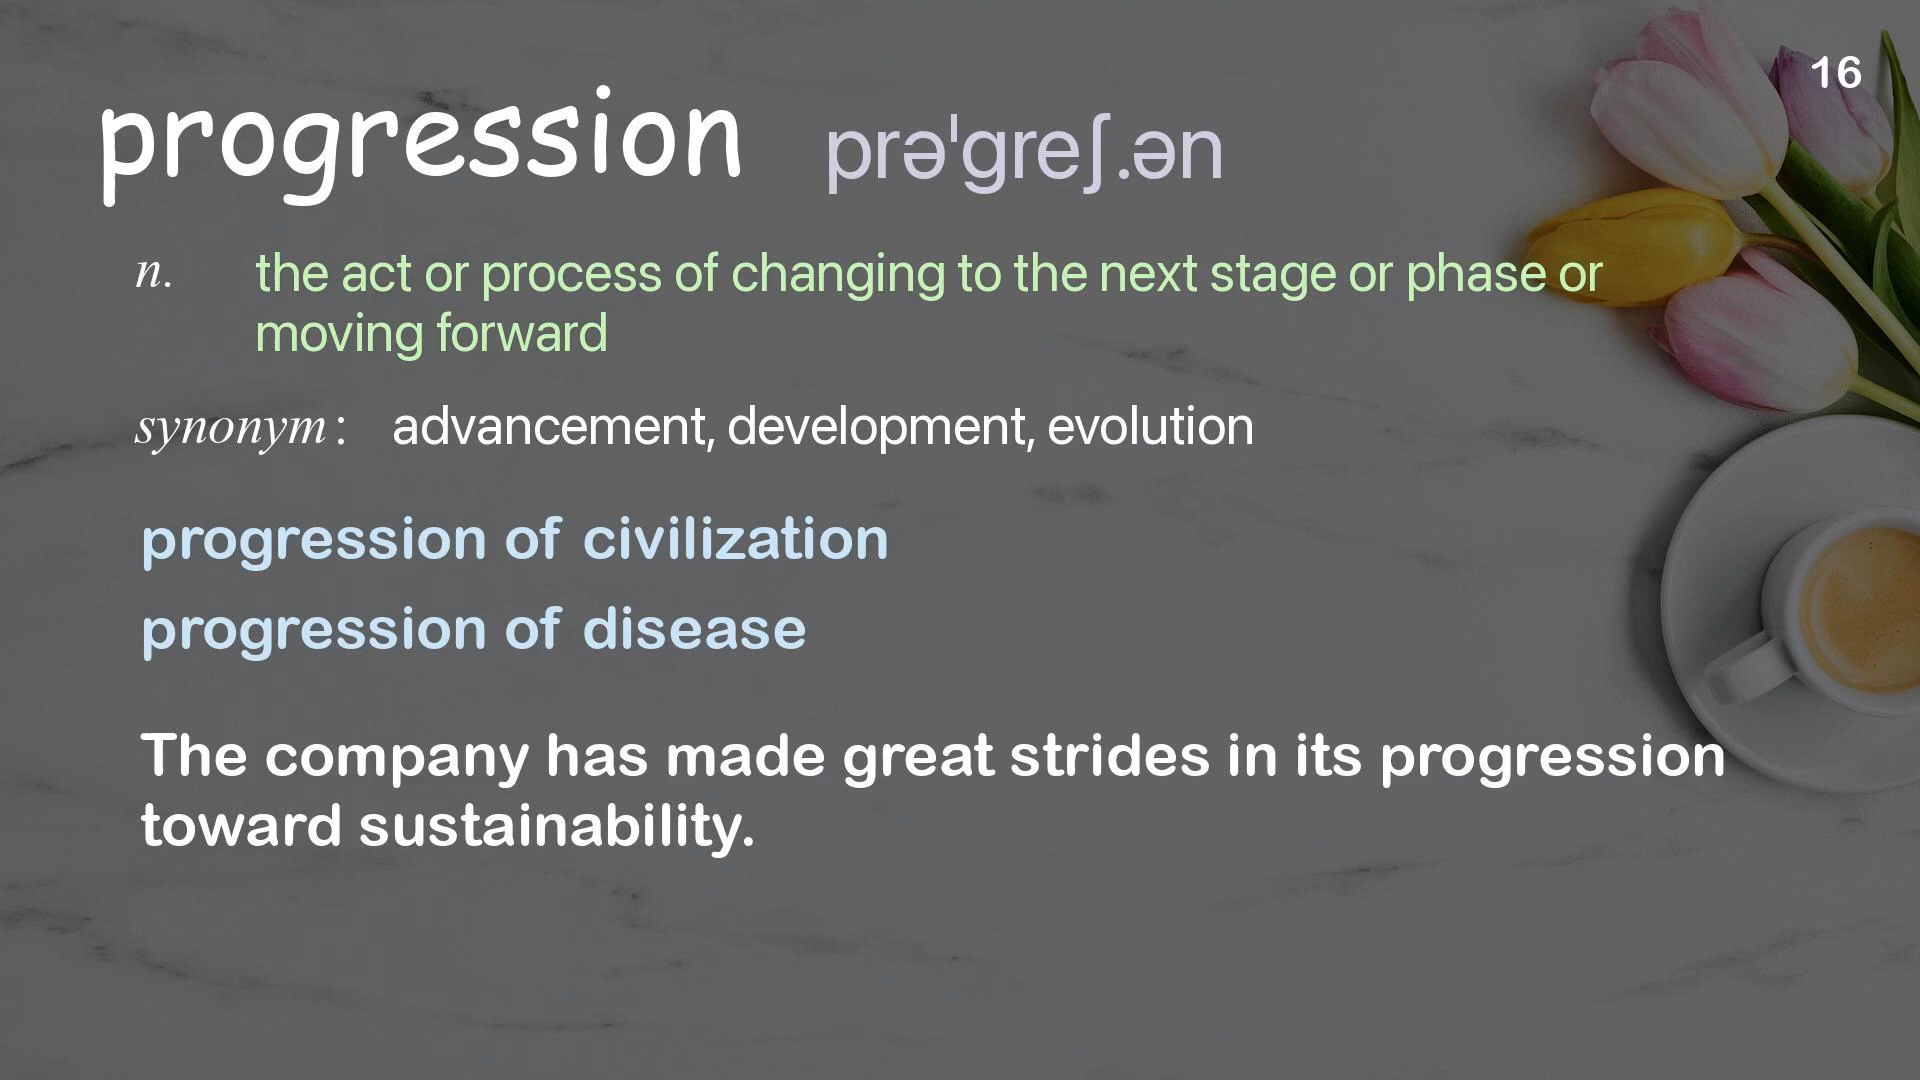 16
progression prəˈɡreʃ.ən
n. the act or process of changing to the next stage or phase or
moving forward
synonym: advancement, development, evolution
progression of civilization
progression of disease
The company has made great strides in its progression
toward sustainability.